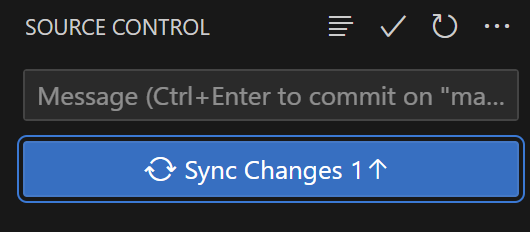 SOURCE CONTROL
Message (Ctrl+Enter to commit on "ma...
Sync Changes 1↑